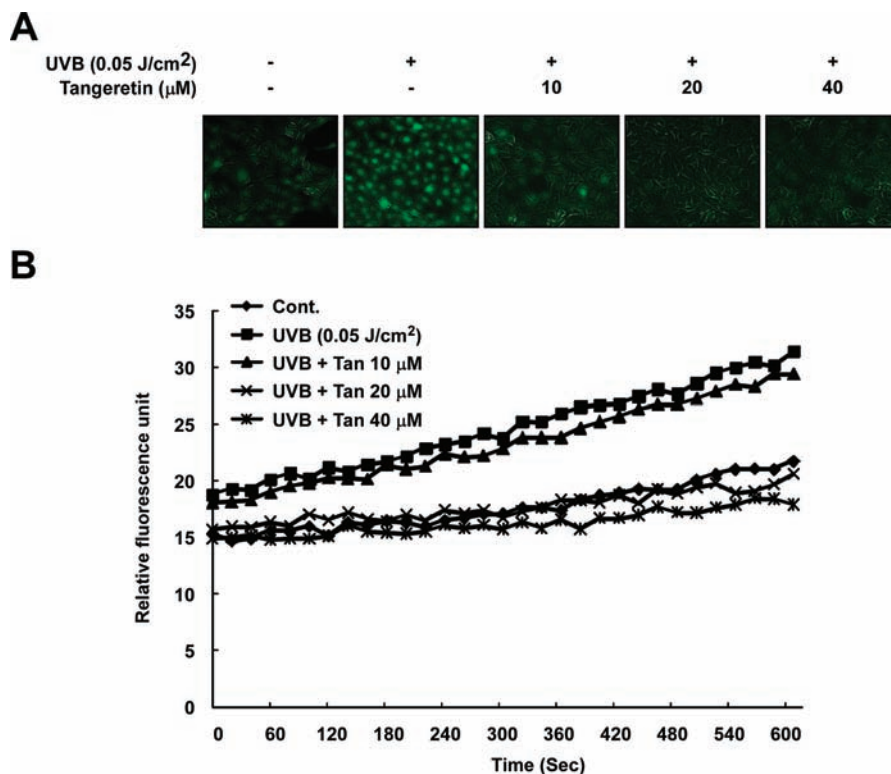 A
UVB (0.05 J/cm²) - + + + +
Tangeretin (μM) - - 10 20 40
B
35
30
25
20
15
10
5
0
Relative fluorescence unit
Cont.
UVB (0.05 J/cm²)
UVB + Tan 10 μM
UVB + Tan 20 μM
UVB + Tan 40 μM
0 60 120 180 240 300 360 420 480 540 600
Time (Sec)